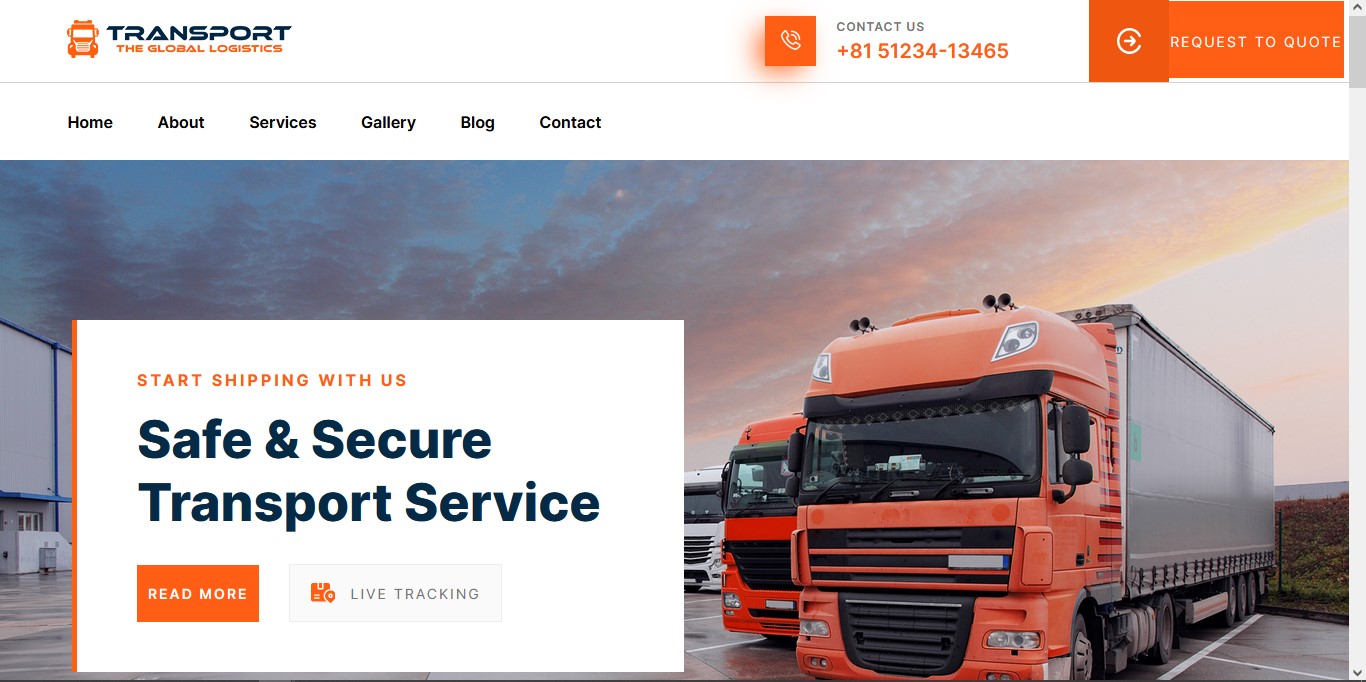 TRANSPORT
THE GLOBAL LOGISTICS
CONTACT US
+81 51234-13465
REQUEST TO QUOTE
Home About Services Gallery Blog Contact
START SHIPPING WITH US
Safe & Secure
Transport Service
READ MORE
LIVE TRACKING